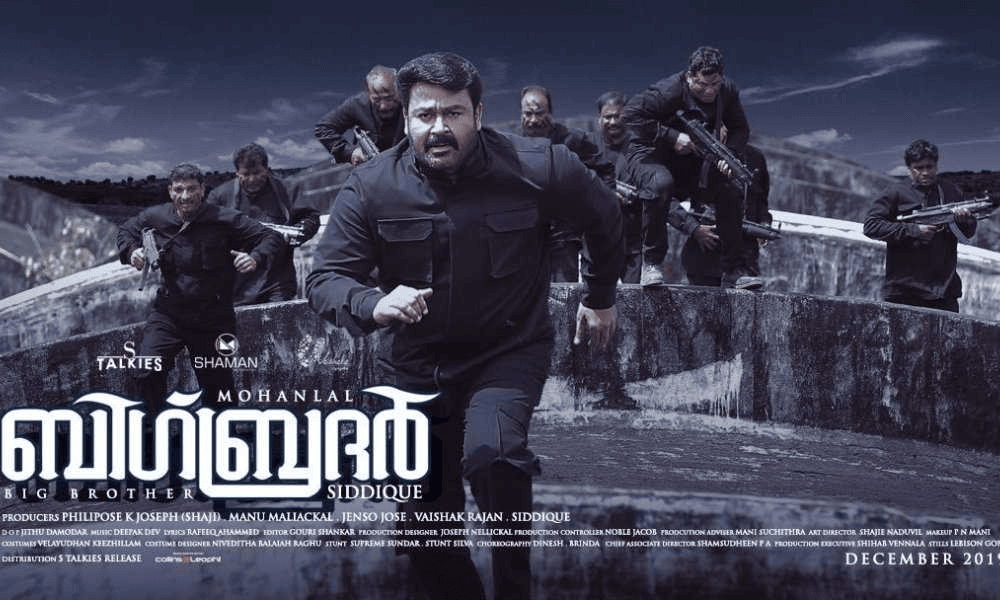 S TALKIES
SHAMAN
MOHANLAL
ബിഗ്ബ്രദർ
BIG BROTHER SIDDIQUE
PRODUCERS PHILIPOSE K JOSEPH (SHAJI) . MANU MALIACKAL . JENSO JOSE . VAISHAK RAJAN . SIDDIQUE
DOP JITHU DAMODAR MUSIC DEEPAK DEV LYRICS RAFEEQ AHAMMED EDITOR GOURI SHANKAR PRODUCTION DESIGNER JOSEPH NELLICKAL PRODUCTION CONTROLLER NOBLE JACOB PRODUCTION ADVISER MANI SUCHITHRA ART DIRECTOR SHAJIE NADUVIL MAKEUP P N MANI
COSTUMES VELAYUDHAN KEEZHILLAM COSTUME DESIGNER NIVEDITHA BALAIAH RAGHU STUNT SUPREME SUNDAR . STUNT SILVA CHOREOGRAPHY DINESH . BRINDA CHIEF ASSOCIATE DIRECTOR SHAMSUDHEEN P A PRODUCTION EXECUTIVE SHIHAB VENNALA STILLS LEBISON GOP
DISTRIBUTION S TALKIES RELEASE
DECEMBER 2019